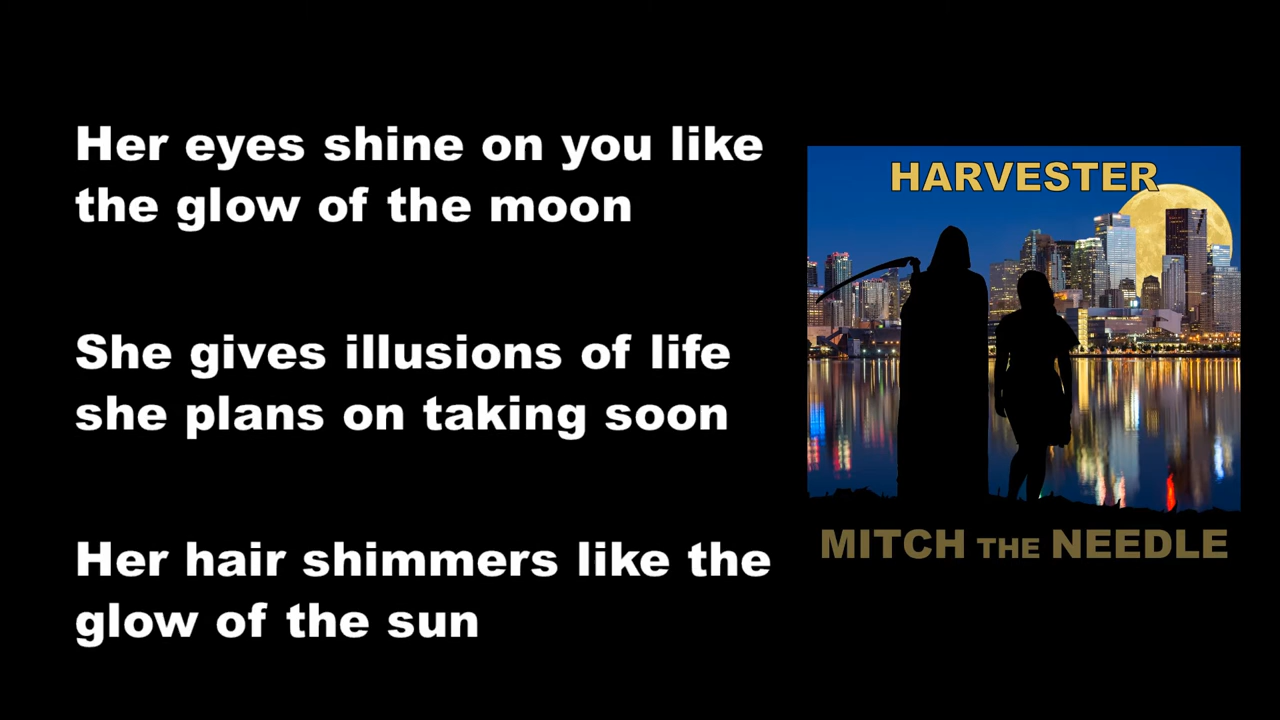 Her eyes shine on you like
the glow of the moon
She gives illusions of life
she plans on taking soon
Her hair shimmers like the
glow of the sun
HARVESTER
MITCH THE NEEDLE